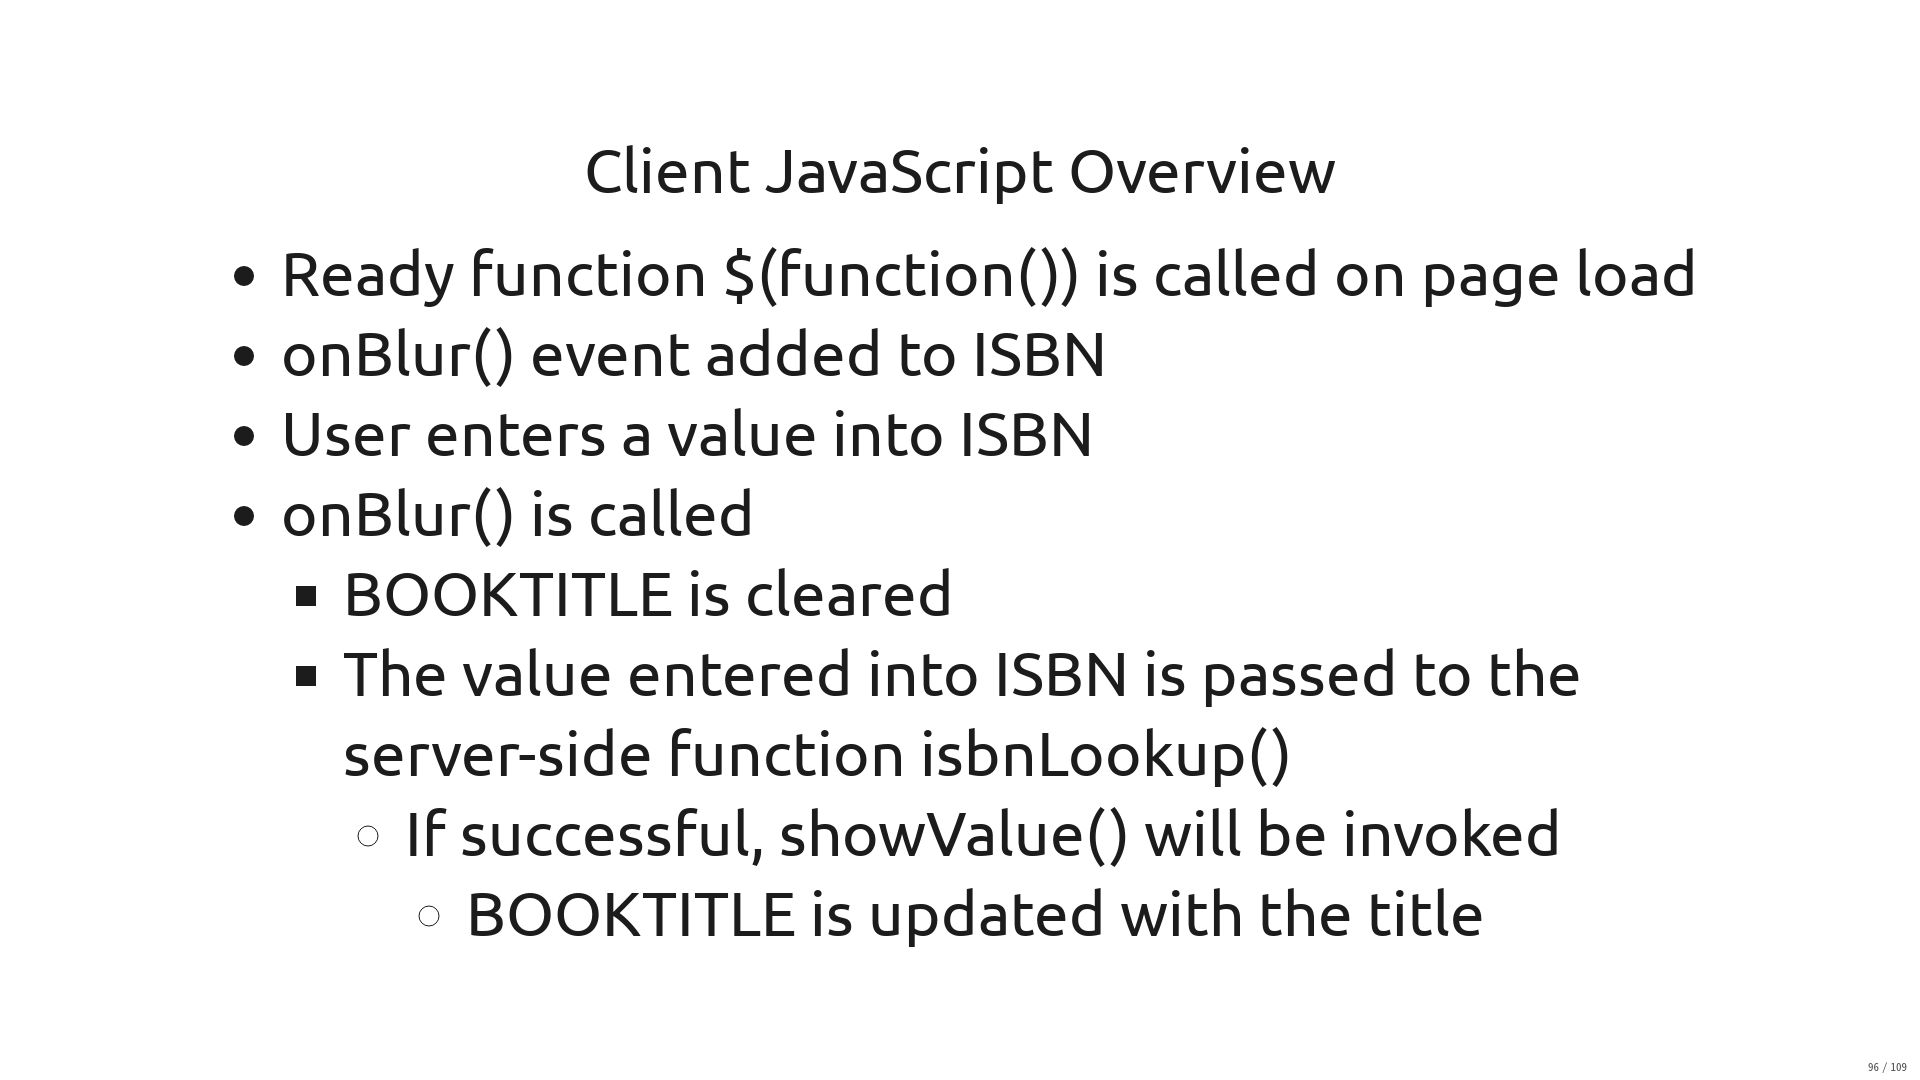 Client JavaScript Overview
Ready function $(function()) is called on page load
onBlur() event added to ISBN
User enters a value into ISBN
onBlur() is called
BOOKTITLE is cleared
The value entered into ISBN is passed to the
server-side function isbnLookup()
If successful, showValue() will be invoked
BOOKTITLE is updated with the title
96 / 109